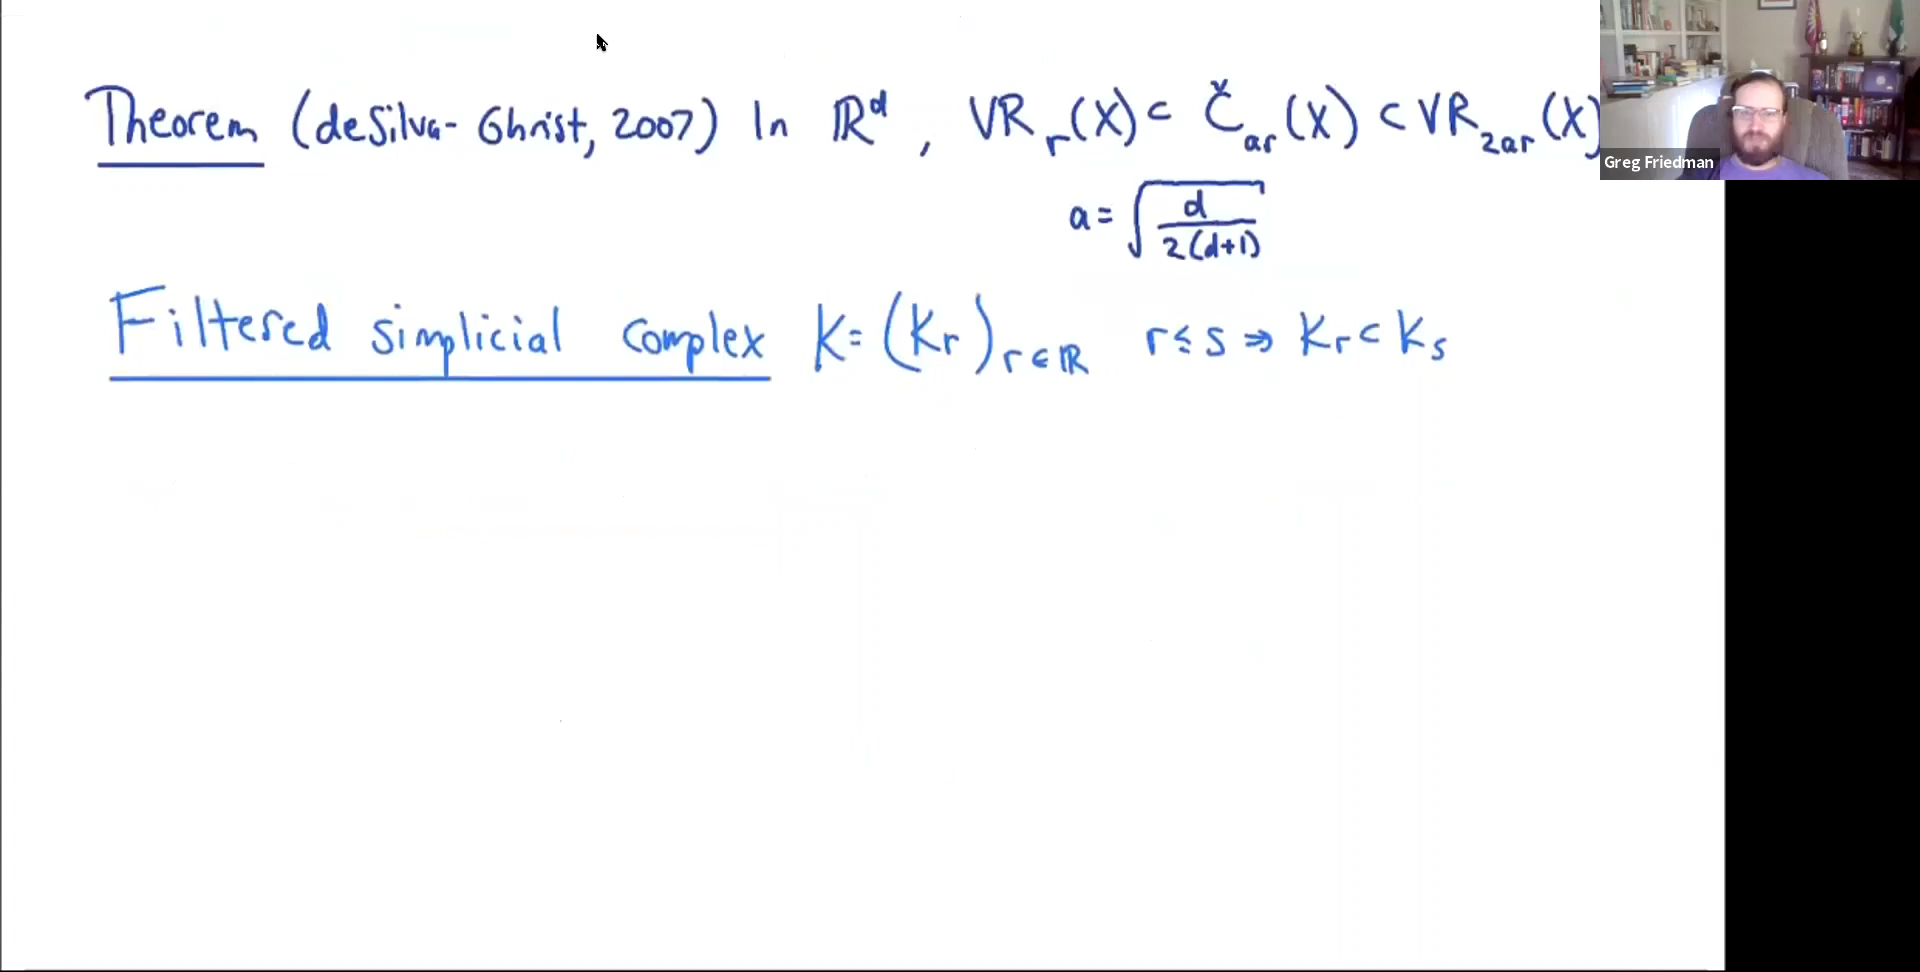 Theorem (deSilva-Ghrist, 2007) In ℝᵈ, VR_r(X) ⊂ Č_ar(X) ⊂ VR_2ar(X)
Greg Friedman
a = √(d/(2(d+1)))
Filtered simplicial complex K = (K_r)_r∈ℝ r ≤ s ⇒ K_r ⊂ K_s